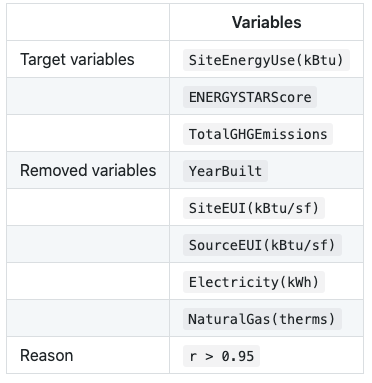 Variables
Target variables SiteEnergyUse(kBtu)
ENERGYSTARScore
TotalGHGEmissions
Removed variables YearBuilt
SiteEUI(kBtu/sf)
SourceEUI(kBtu/sf)
Electricity(kWh)
NaturalGas(therms)
Reason r > 0.95